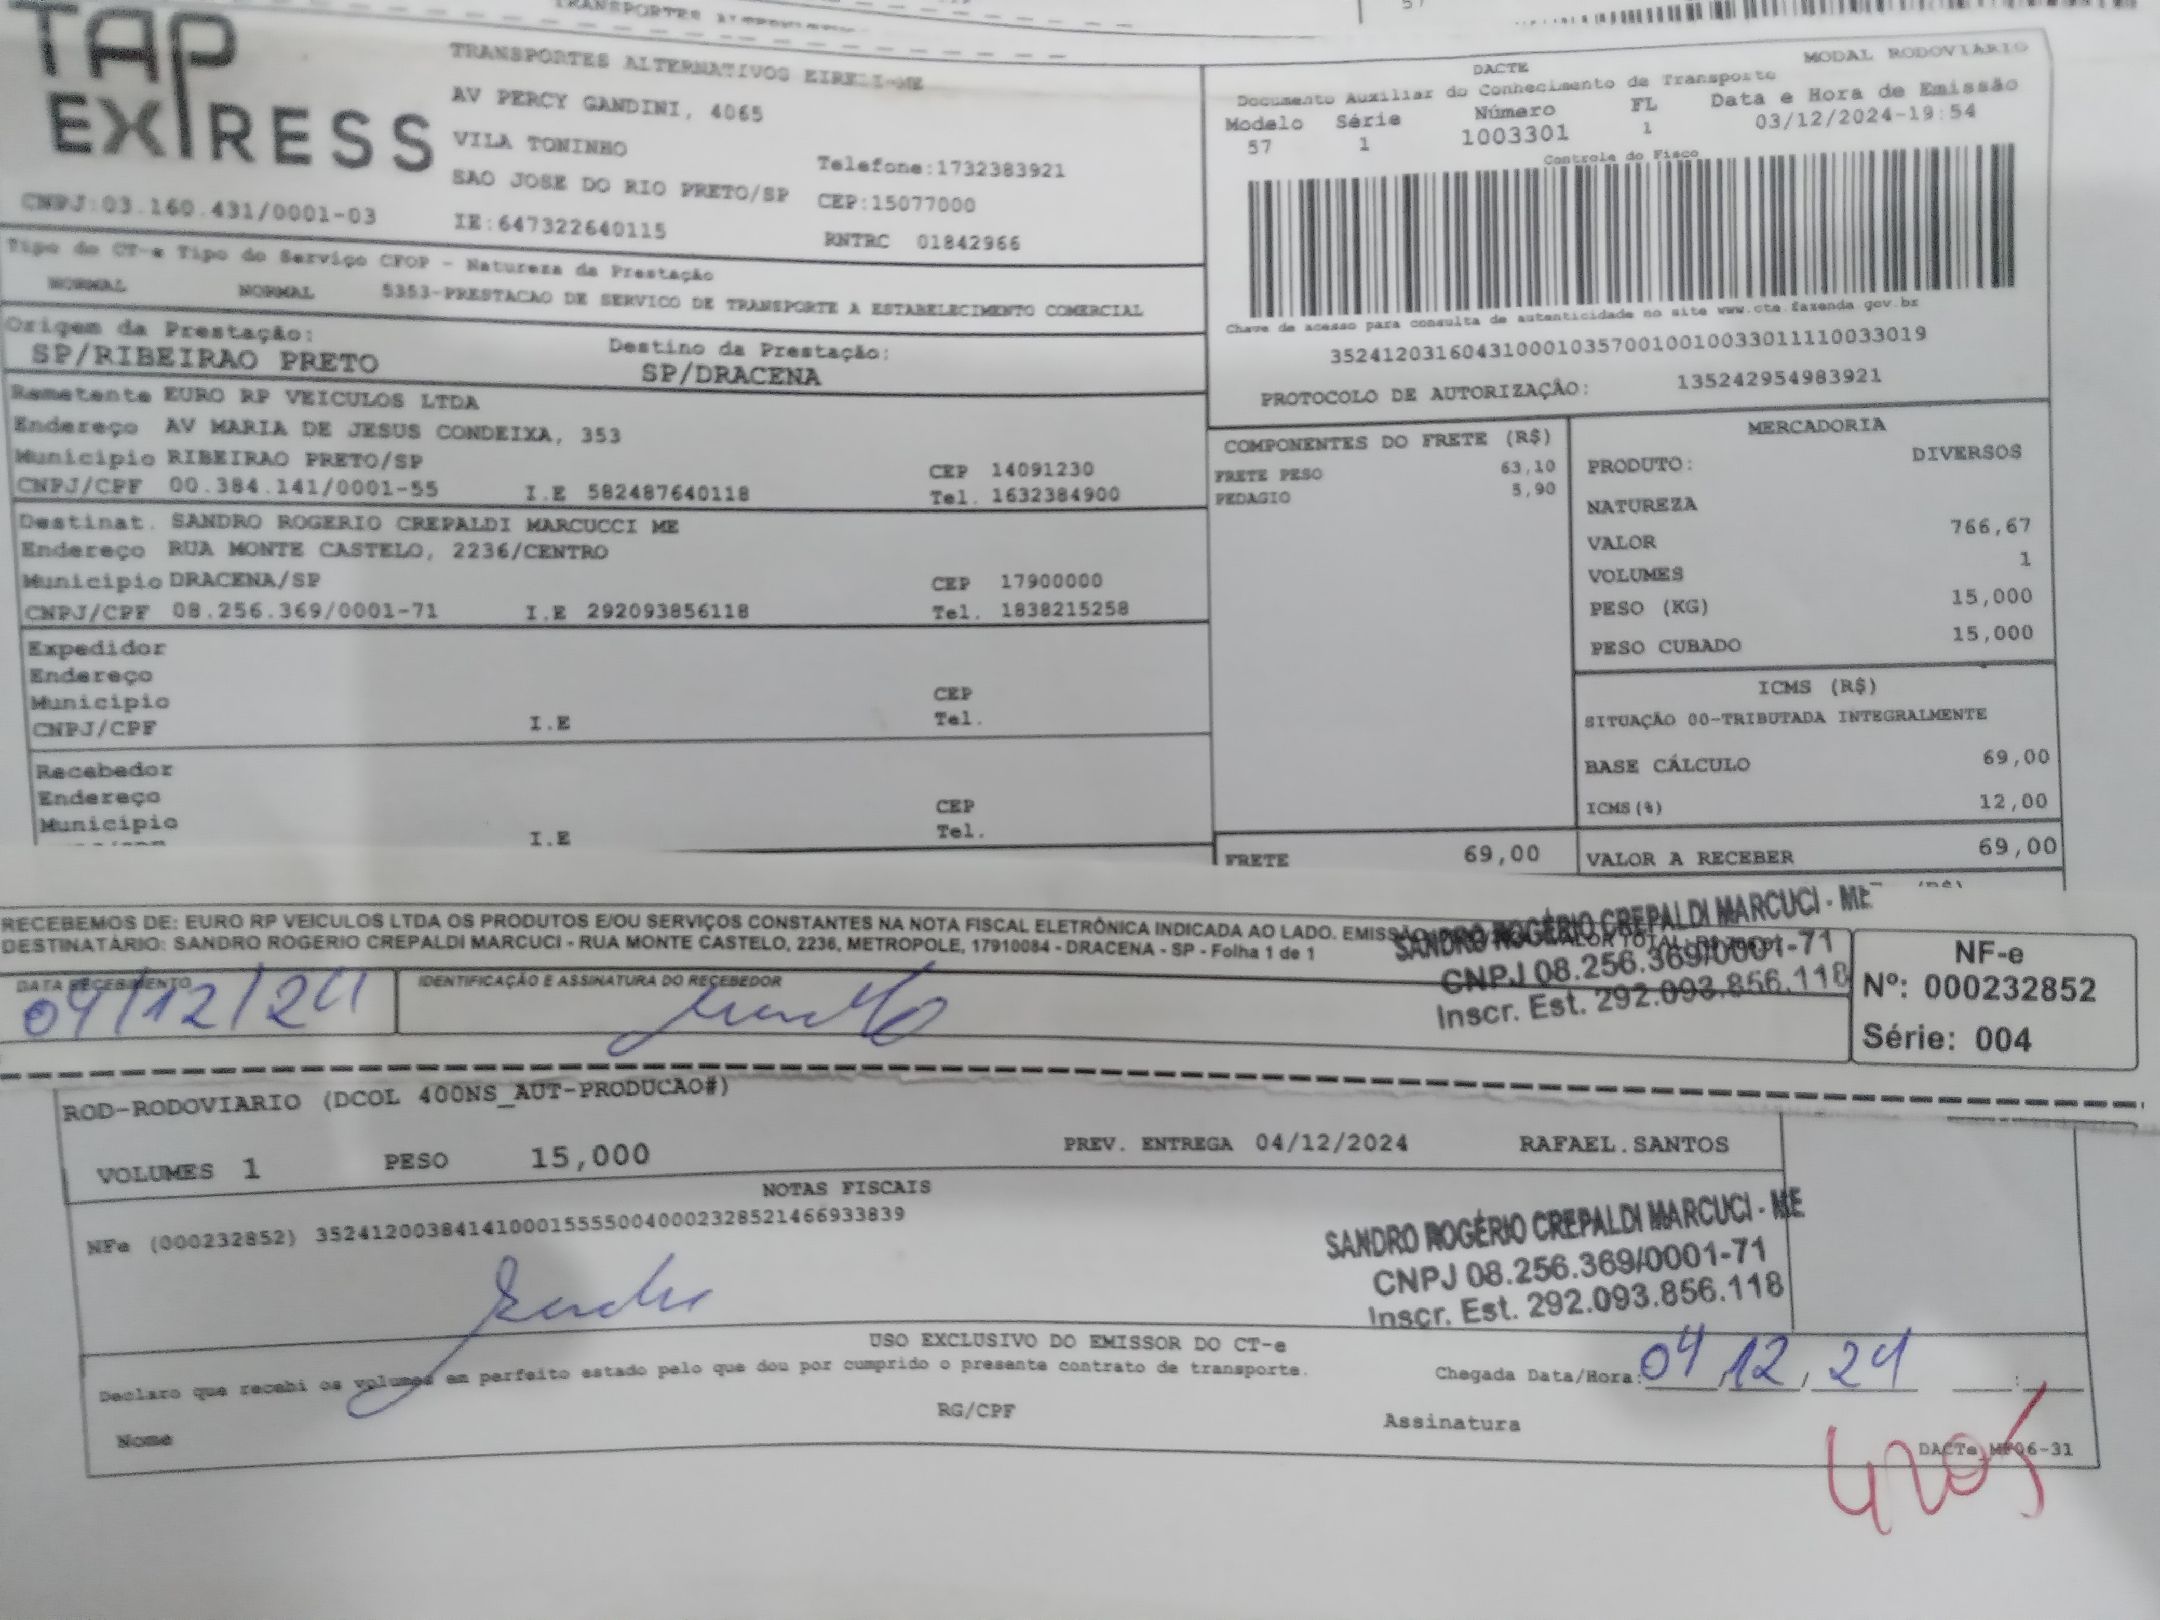 TAP
EXPRESS
TRANSPORTES ALTERNATIVOS EIRELI-ME
AV PERCY GANDINI, 4065
VILA TONINHO
Telefone:1732383921
SAO JOSE DO RIO PRETO/SP CEP:15077000
CNPJ:03.160.431/0001-03
IE:647322640115 RNTRC 01842966
DACTE MODAL RODOVIARIO
Documento Auxiliar do Conhecimento de Transporte
Modelo Série Número FL Data e Hora de Emissão
57 1 1003301 1 03/12/2024-19:54
Controle do Fisco
Chave de acesso para consulta de autenticidade no site www.cte.fazenda.gov.br
35241203160431000103570010010033011110033019
PROTOCOLO DE AUTORIZAÇÃO: 135242954983921
Tipo do CT-e Tipo do Serviço CFOP - Natureza da Prestação
NORMAL NORMAL 5353-PRESTACAO DE SERVICO DE TRANSPORTE A ESTABELECIMENTO COMERCIAL
Origem da Prestação: Destino da Prestação:
SP/RIBEIRAO PRETO SP/DRACENA
Remetente EURO RP VEICULOS LTDA
Endereço AV MARIA DE JESUS CONDEIXA, 353
Municipio RIBEIRAO PRETO/SP CEP 14091230
CNPJ/CPF 00.384.141/0001-55 I.E 582487640118 Tel. 1632384900
Destinat. SANDRO ROGERIO CREPALDI MARCUCCI ME
Endereço RUA MONTE CASTELO, 2236/CENTRO
Municipio DRACENA/SP CEP 17900000
CNPJ/CPF 08.256.369/0001-71 I.E 292093856118 Tel. 1838215258
Expedidor
Endereço
Municipio CEP
CNPJ/CPF I.E Tel.
Recebedor
Endereço
Municipio CEP
I.E Tel.
COMPONENTES DO FRETE (R$)
FRETE PESO 63,10
PEDAGIO 5,90
FRETE 69,00
MERCADORIA
PRODUTO: DIVERSOS
NATUREZA
VALOR 766,67
VOLUMES 1
PESO (KG) 15,000
PESO CUBADO 15,000
ICMS (R$)
SITUAÇÃO 00-TRIBUTADA INTEGRALMENTE
BASE CÁLCULO 69,00
ICMS(%) 12,00
VALOR A RECEBER 69,00
RECEBEMOS DE: EURO RP VEICULOS LTDA OS PRODUTOS E/OU SERVIÇOS CONSTANTES NA NOTA FISCAL ELETRÔNICA INDICADA AO LADO.
DESTINATÁRIO: SANDRO ROGERIO CREPALDI MARCUCI - RUA MONTE CASTELO, 2236, METROPOLE, 17910084 - DRACENA - SP - Folha 1 de 1
SANDRO ROGÉRIO CREPALDI MARCUCI - ME
CNPJ 08.256.369/0001-71
Inscr. Est. 292.093.856.118
DATA RECEBIMENTO IDENTIFICAÇÃO E ASSINATURA DO RECEBEDOR
04/12/24
NF-e
Nº: 000232852
Série: 004
ROD-RODOVIARIO (DCOL 400NS_AUT-PRODUCAO#)
VOLUMES 1 PESO 15,000 PREV. ENTREGA 04/12/2024 RAFAEL.SANTOS
NOTAS FISCAIS
NFe (000232852) 35241200384141000155550040002328521466933839
SANDRO ROGÉRIO CREPALDI MARCUCI - ME
CNPJ 08.256.369/0001-71
Inscr. Est. 292.093.856.118
USO EXCLUSIVO DO EMISSOR DO CT-e
Declaro que recebi os volumes em perfeito estado pelo que dou por cumprido o presente contrato de transporte. Chegada Data/Hora: 04/12/24
Nome RG/CPF Assinatura